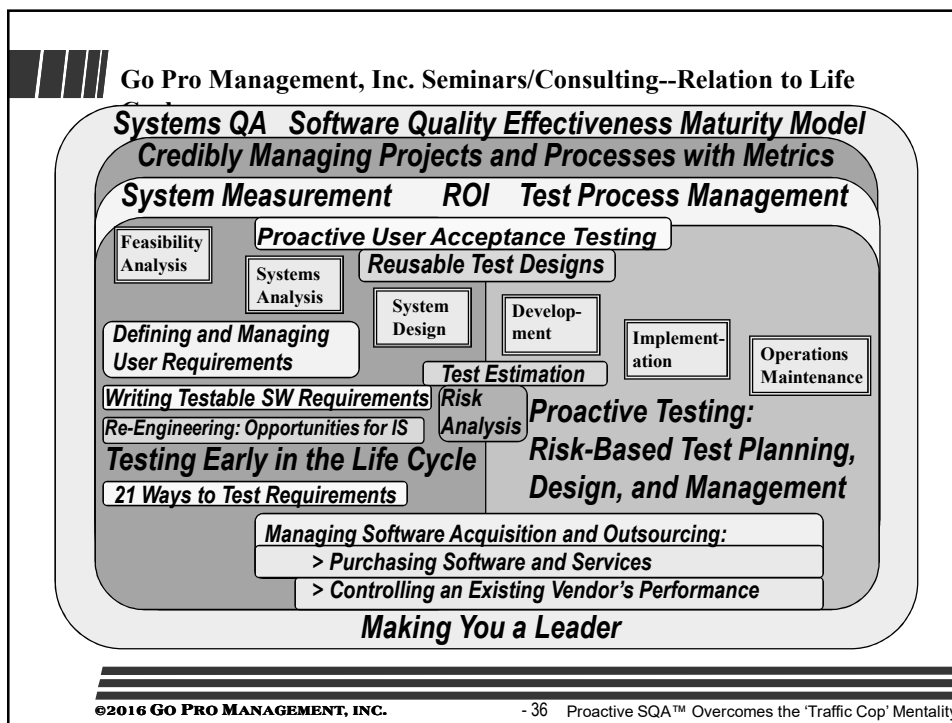 Go Pro Management, Inc. Seminars/Consulting--Relation to Life
Systems QA Software Quality Effectiveness Maturity Model
Credibly Managing Projects and Processes with Metrics
System Measurement ROI Test Process Management
Proactive User Acceptance Testing
Feasibility
Analysis
Reusable Test Designs
Systems
Analysis
System
Design
Develop-
ment
Implement-
ation
Operations
Maintenance
Defining and Managing
User Requirements
Test Estimation
Writing Testable SW Requirements
Risk
Analysis
Re-Engineering: Opportunities for IS
Proactive Testing:
Risk-Based Test Planning,
Design, and Management
Testing Early in the Life Cycle
21 Ways to Test Requirements
Managing Software Acquisition and Outsourcing:
> Purchasing Software and Services
> Controlling an Existing Vendor's Performance
Making You a Leader
©2016 GO PRO MANAGEMENT, INC.
- 36 Proactive SQA™ Overcomes the 'Traffic Cop' Mentality